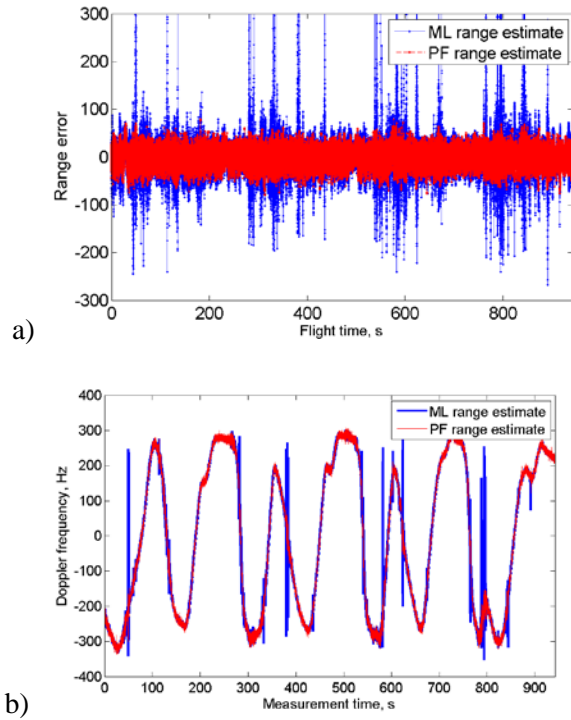 300
200
100
0
-100
-200
-300
Range error
ML range estimate
PF range estimate
0 200 400 600 800
Flight time, s
a)
400
300
200
100
0
-100
-200
-300
-400
Doppler frequency, Hz
ML range estimate
PF range estimate
0 100 200 300 400 500 600 700 800 900
Measurement time, s
b)